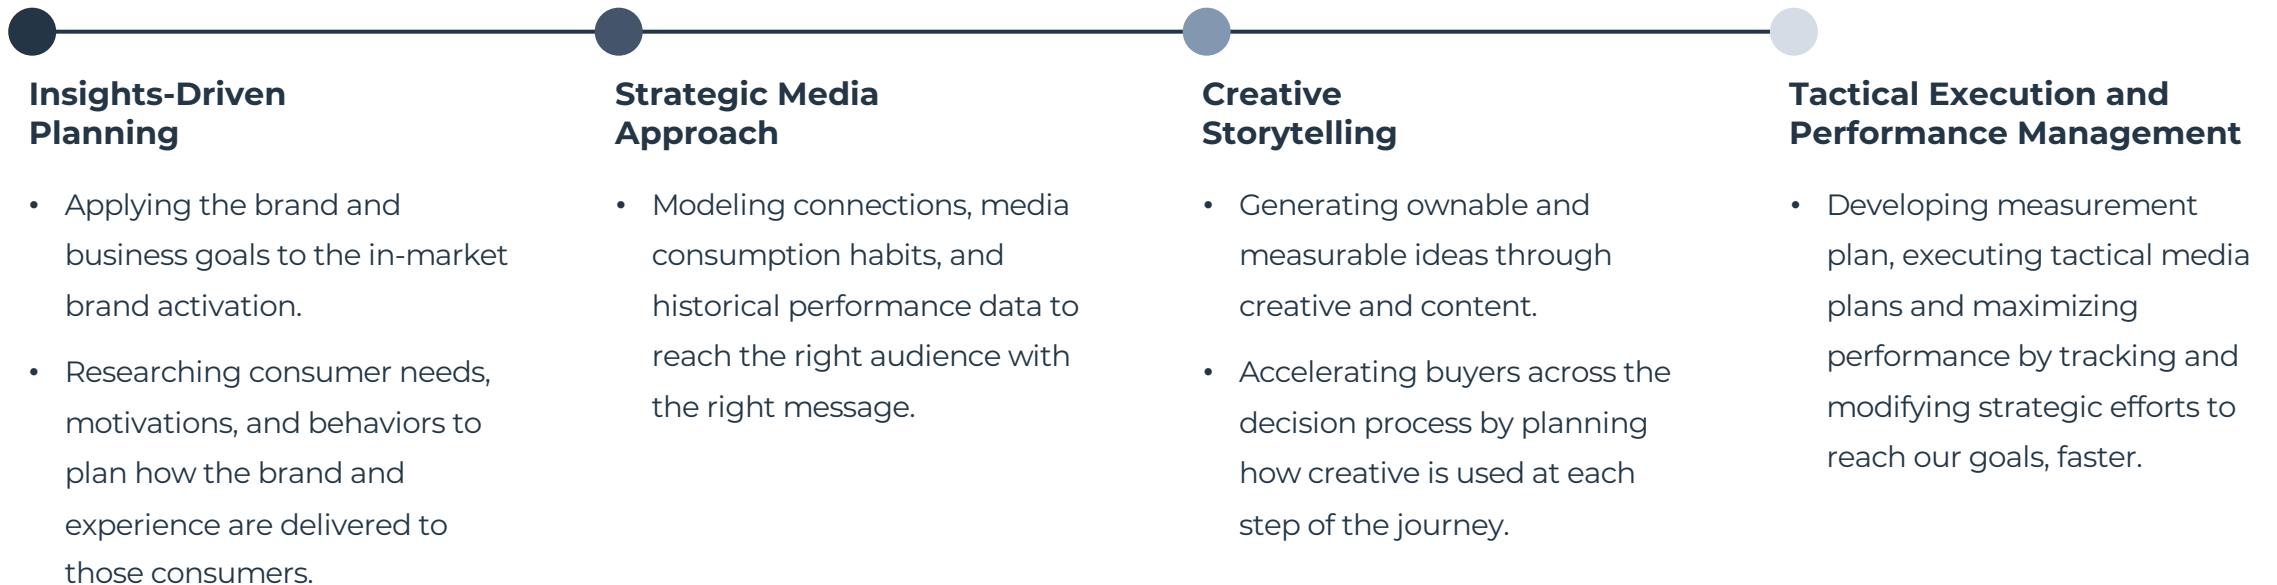 Insights-Driven
Planning
• Applying the brand and
business goals to the in-market
brand activation.
• Researching consumer needs,
motivations, and behaviors to
plan how the brand and
experience are delivered to
those consumers.
Strategic Media
Approach
• Modeling connections, media
consumption habits, and
historical performance data to
reach the right audience with
the right message.
Creative
Storytelling
• Generating ownable and
measurable ideas through
creative and content.
• Accelerating buyers across the
decision process by planning
how creative is used at each
step of the journey.
Tactical Execution and
Performance Management
• Developing measurement
plan, executing tactical media
plans and maximizing
performance by tracking and
modifying strategic efforts to
reach our goals, faster.